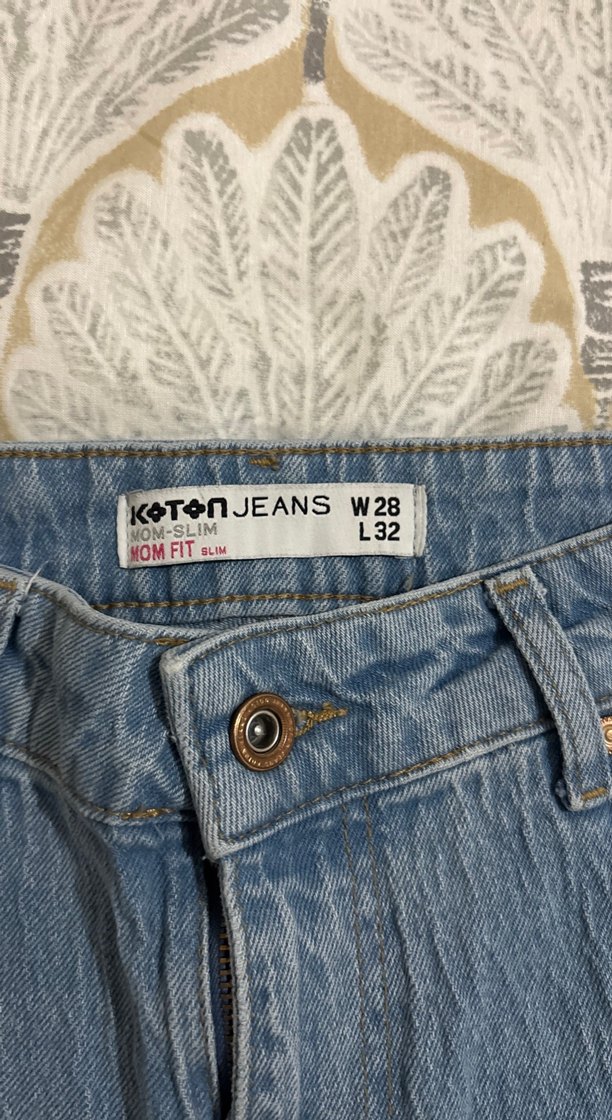 KOTON JEANS W28
MOM-SLIM L32
MOM FIT SLIM